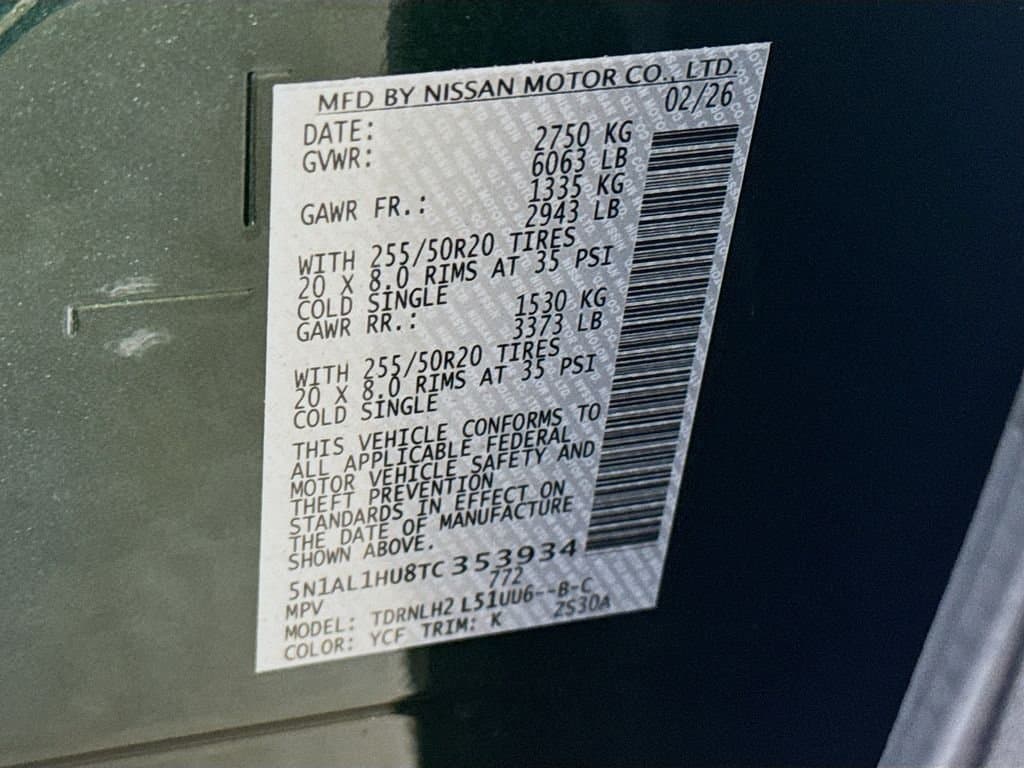 MFD BY NISSAN MOTOR CO., LTD.
DATE: 02/26
GVWR: 2750 KG
6063 LB
GAWR FR.: 1335 KG
2943 LB
WITH 255/50R20 TIRES
20 X 8.0 RIMS AT 35 PSI
COLD SINGLE
GAWR RR.: 1530 KG
3373 LB
WITH 255/50R20 TIRES
20 X 8.0 RIMS AT 35 PSI
COLD SINGLE
THIS VEHICLE CONFORMS TO
ALL APPLICABLE FEDERAL
MOTOR VEHICLE SAFETY AND
THEFT PREVENTION
STANDARDS IN EFFECT ON
THE DATE OF MANUFACTURE
SHOWN ABOVE.
5N1AL1HU8TC353934
MPV 772
MODEL: TDRNLH2 L51UU6--B-C
COLOR: YCF TRIM: K ZS30A